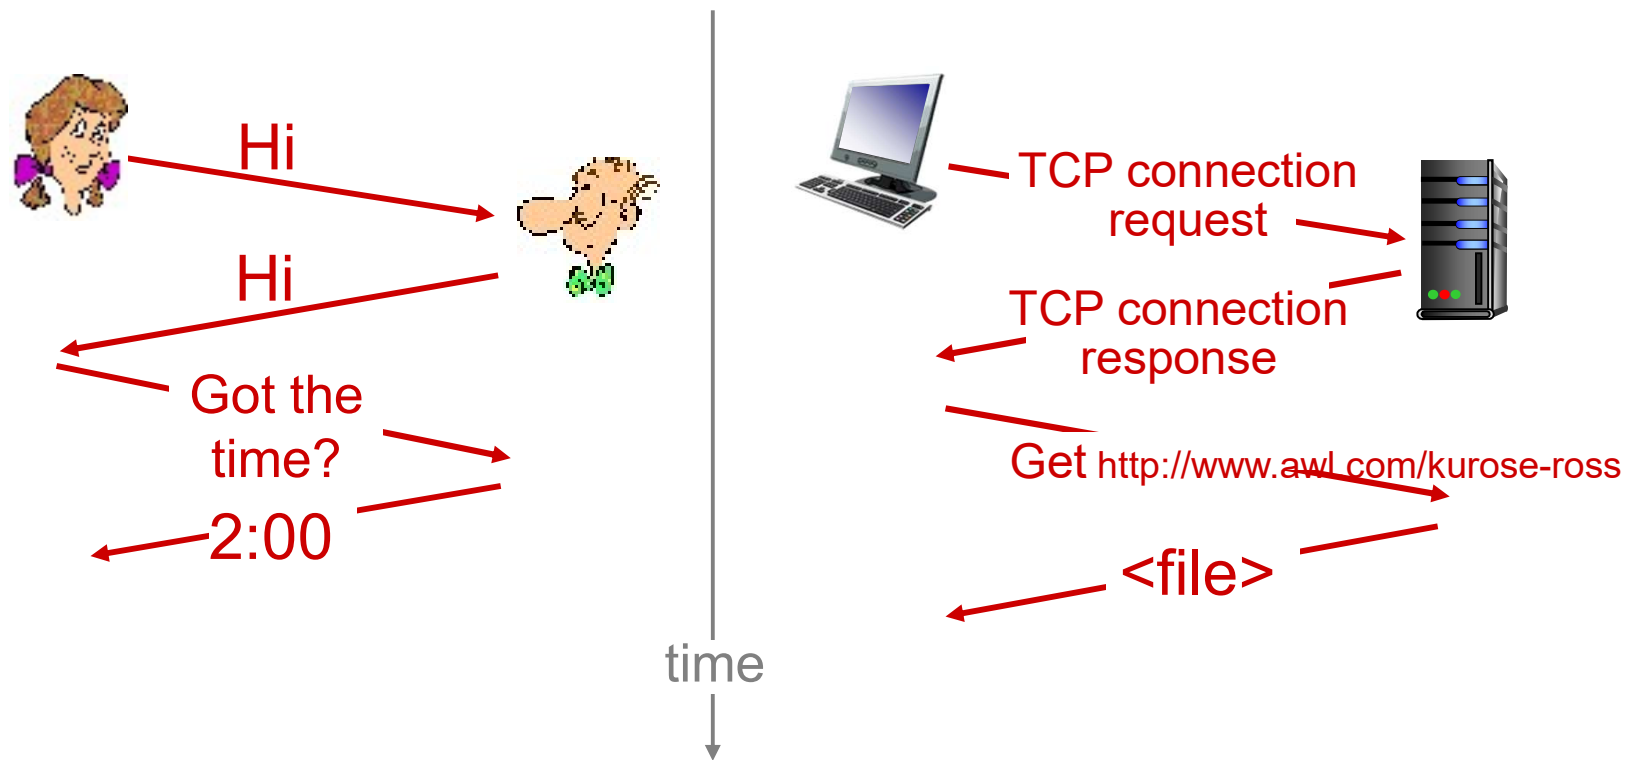 Hi
Hi
Got the
time?
2:00
time
TCP connection
request
TCP connection
response
Get http://www.awl.com/kurose-ross
<file>